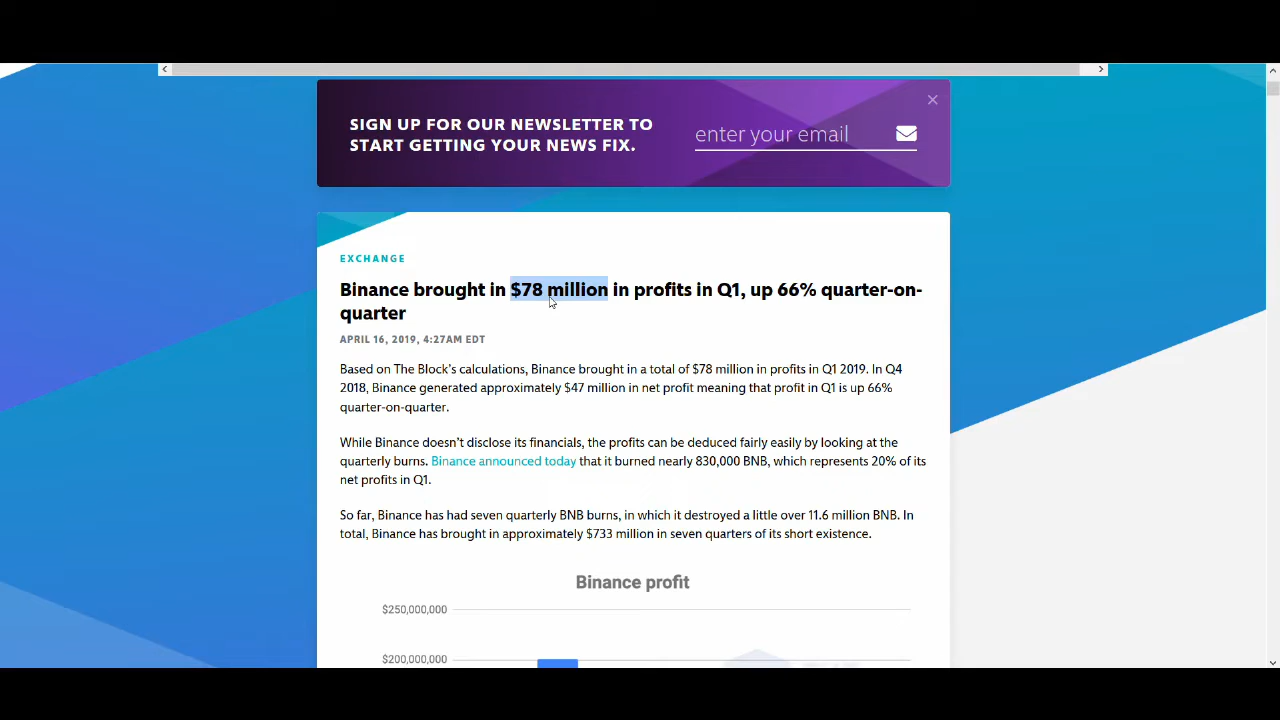 SIGN UP FOR OUR NEWSLETTER TO
START GETTING YOUR NEWS FIX.
enter your email
EXCHANGE
Binance brought in $78 million in profits in Q1, up 66% quarter-on-
quarter
APRIL 16, 2019, 4:27AM EDT
Based on The Block's calculations, Binance brought in a total of $78 million in profits in Q1 2019. In Q4
2018, Binance generated approximately $47 million in net profit meaning that profit in Q1 is up 66%
quarter-on-quarter.
While Binance doesn't disclose its financials, the profits can be deduced fairly easily by looking at the
quarterly burns. Binance announced today that it burned nearly 830,000 BNB, which represents 20% of its
net profits in Q1.
So far, Binance has had seven quarterly BNB burns, in which it destroyed a little over 11.6 million BNB. In
total, Binance has brought in approximately $733 million in seven quarters of its short existence.
Binance profit
$250,000,000
$200,000,000